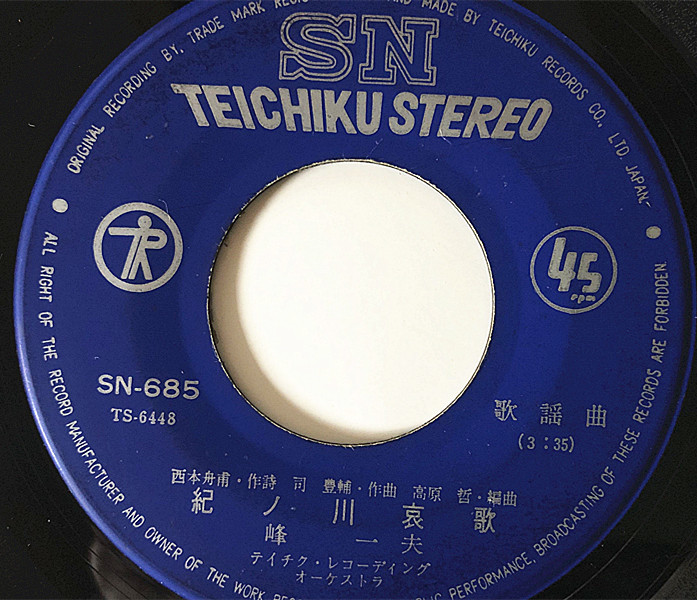 ORIGINAL RECORDING BY, TRADE MARK REGIS AND MADE BY TEICHIKU RECORDS CO., LTD. JAPAN
SN
TEICHIKU STEREO
TR
45
rpm
SN-685
TS-6448
歌謡曲
(3:35)
西本舟甫・作詩 司 豊輔・作曲 高原 哲・編曲
紀ノ川哀歌
峰 一夫
テイチク・レコーディング
オーケストラ
ALL RIGHT OF THE RECORD MANUFACTURER AND OWNER OF THE WORK REC PUBLIC PERFORMANCE, BROADCASTING OF THESE RECORDS ARE FORBIDDEN.